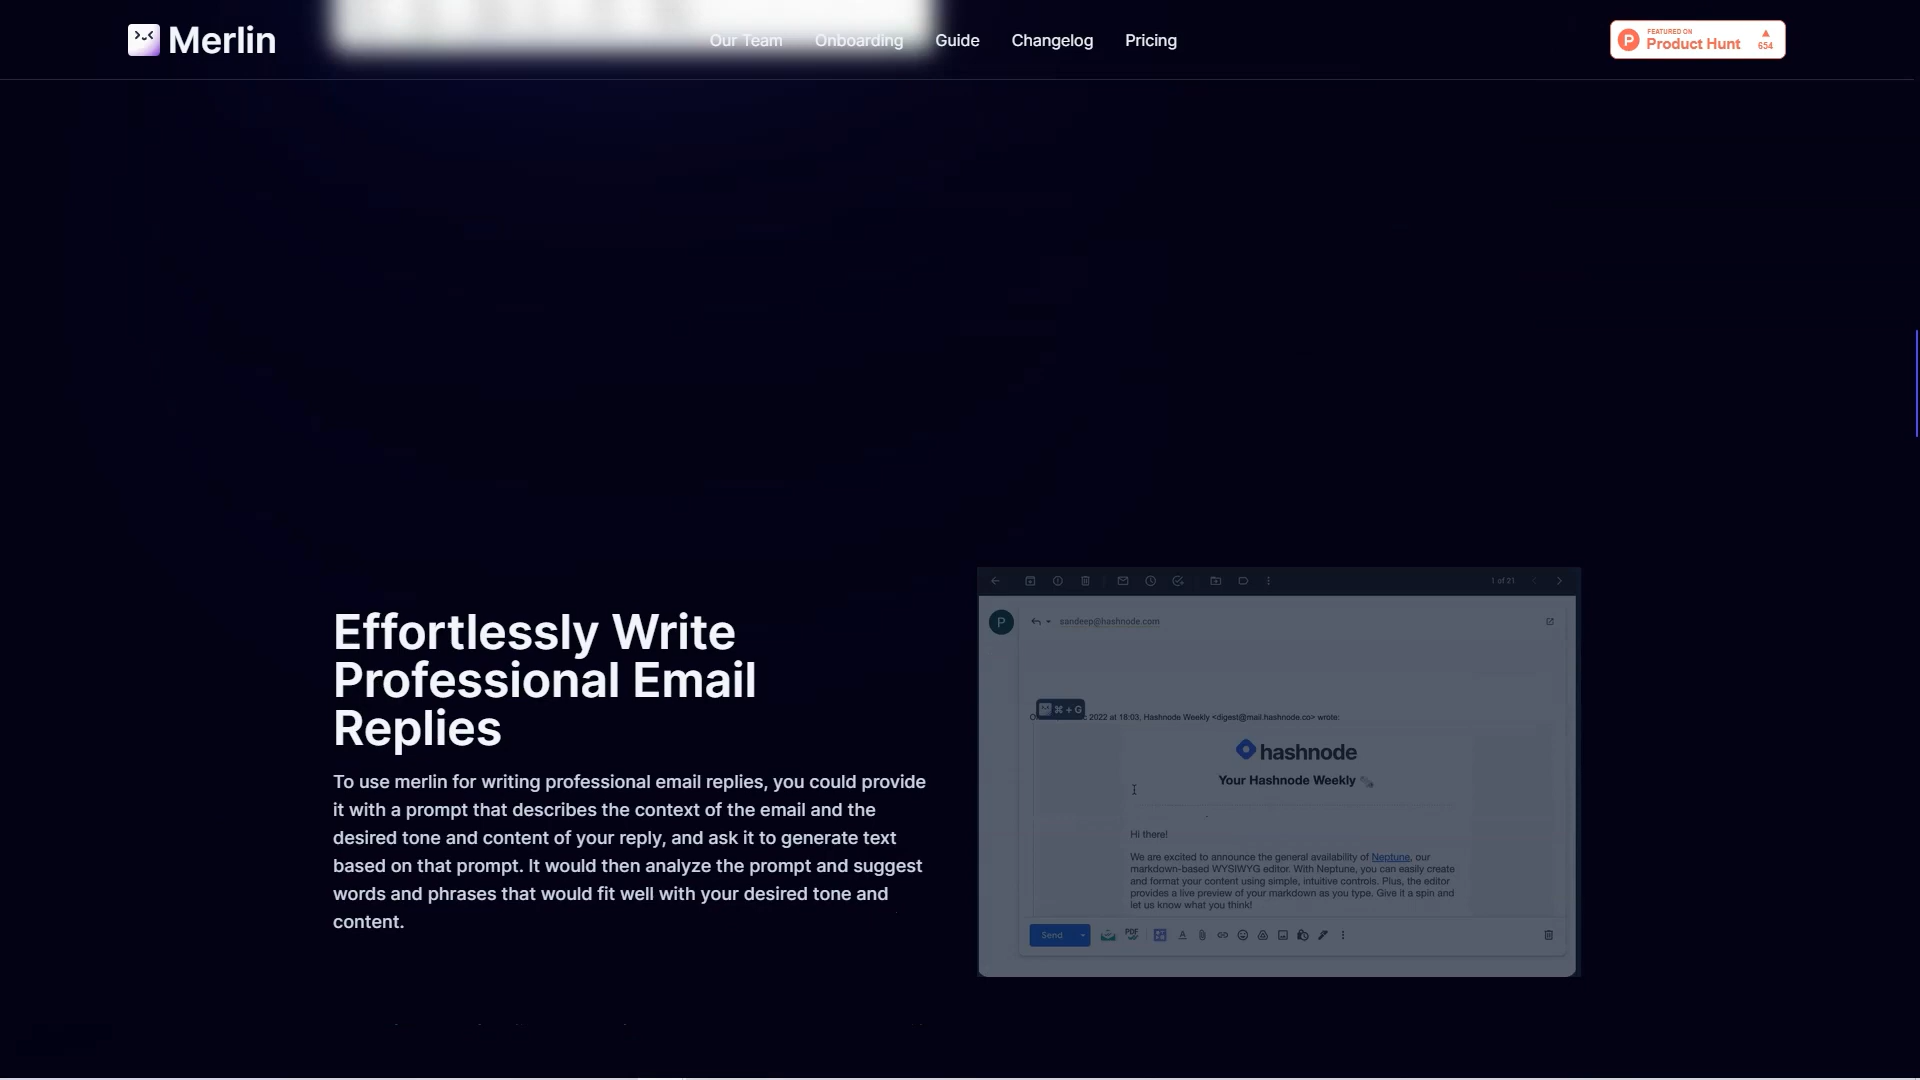 Merlin
Our Team
Onboarding
Guide
Changelog
Pricing
FEATURED ON
Product Hunt
654
Effortlessly Write
Professional Email
Replies
To use merlin for writing professional email replies, you could provide
it with a prompt that describes the context of the email and the
desired tone and content of your reply, and ask it to generate text
based on that prompt. It would then analyze the prompt and suggest
words and phrases that would fit well with your desired tone and
content.
1 of 21
P
sandeep@hashnode.com
⌘ + G
2022 at 18:03, Hashnode Weekly <digest@mail.hashnode.co> wrote:
hashnode
Your Hashnode Weekly
Hi there!
We are excited to announce the general availability of Neptune, our
markdown-based WYSIWYG editor. With Neptune, you can easily create
and format your content using simple, intuitive controls. Plus, the editor
provides a live preview of your markdown as you type. Give it a spin and
let us know what you think!
Send
PDF